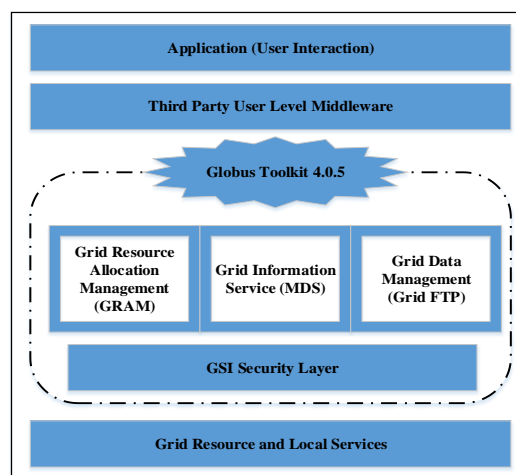 Application (User Interaction)
Third Party User Level Middleware
Globus Toolkit 4.0.5
Grid Resource
Allocation
Management
(GRAM)
Grid Information
Service (MDS)
Grid Data
Management
(Grid FTP)
GSI Security Layer
Grid Resource and Local Services